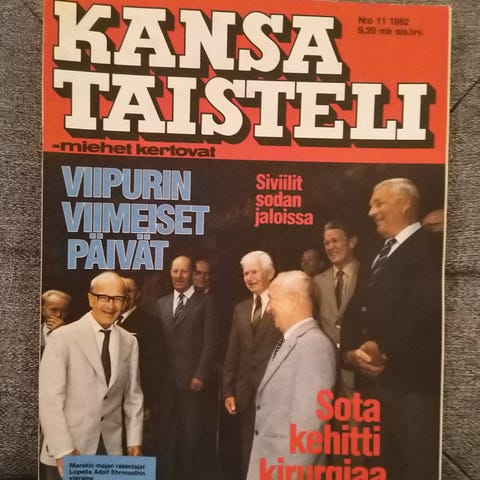 KANSA
TAISTELI
-miehet kertovat
N:o 11 1982
9,20 mk sis.lvv.
VIIPURIN
VIIMEISET
PÄIVÄT
Siviilit
sodan
jaloissa
Sota
kehitti
kirurgiaa
Marskin majan rakentajat
Lopella Adolf Ehrnroothin
vieraina